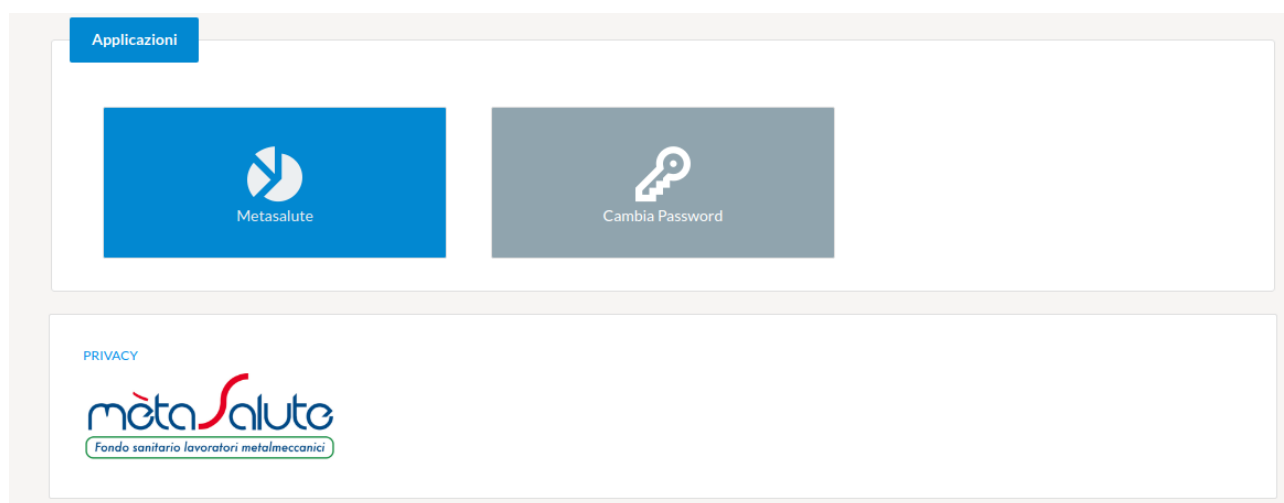 Applicazioni
Metasalute
Cambia Password
PRIVACY
mètaSalute
Fondo sanitario lavoratori metalmeccanici